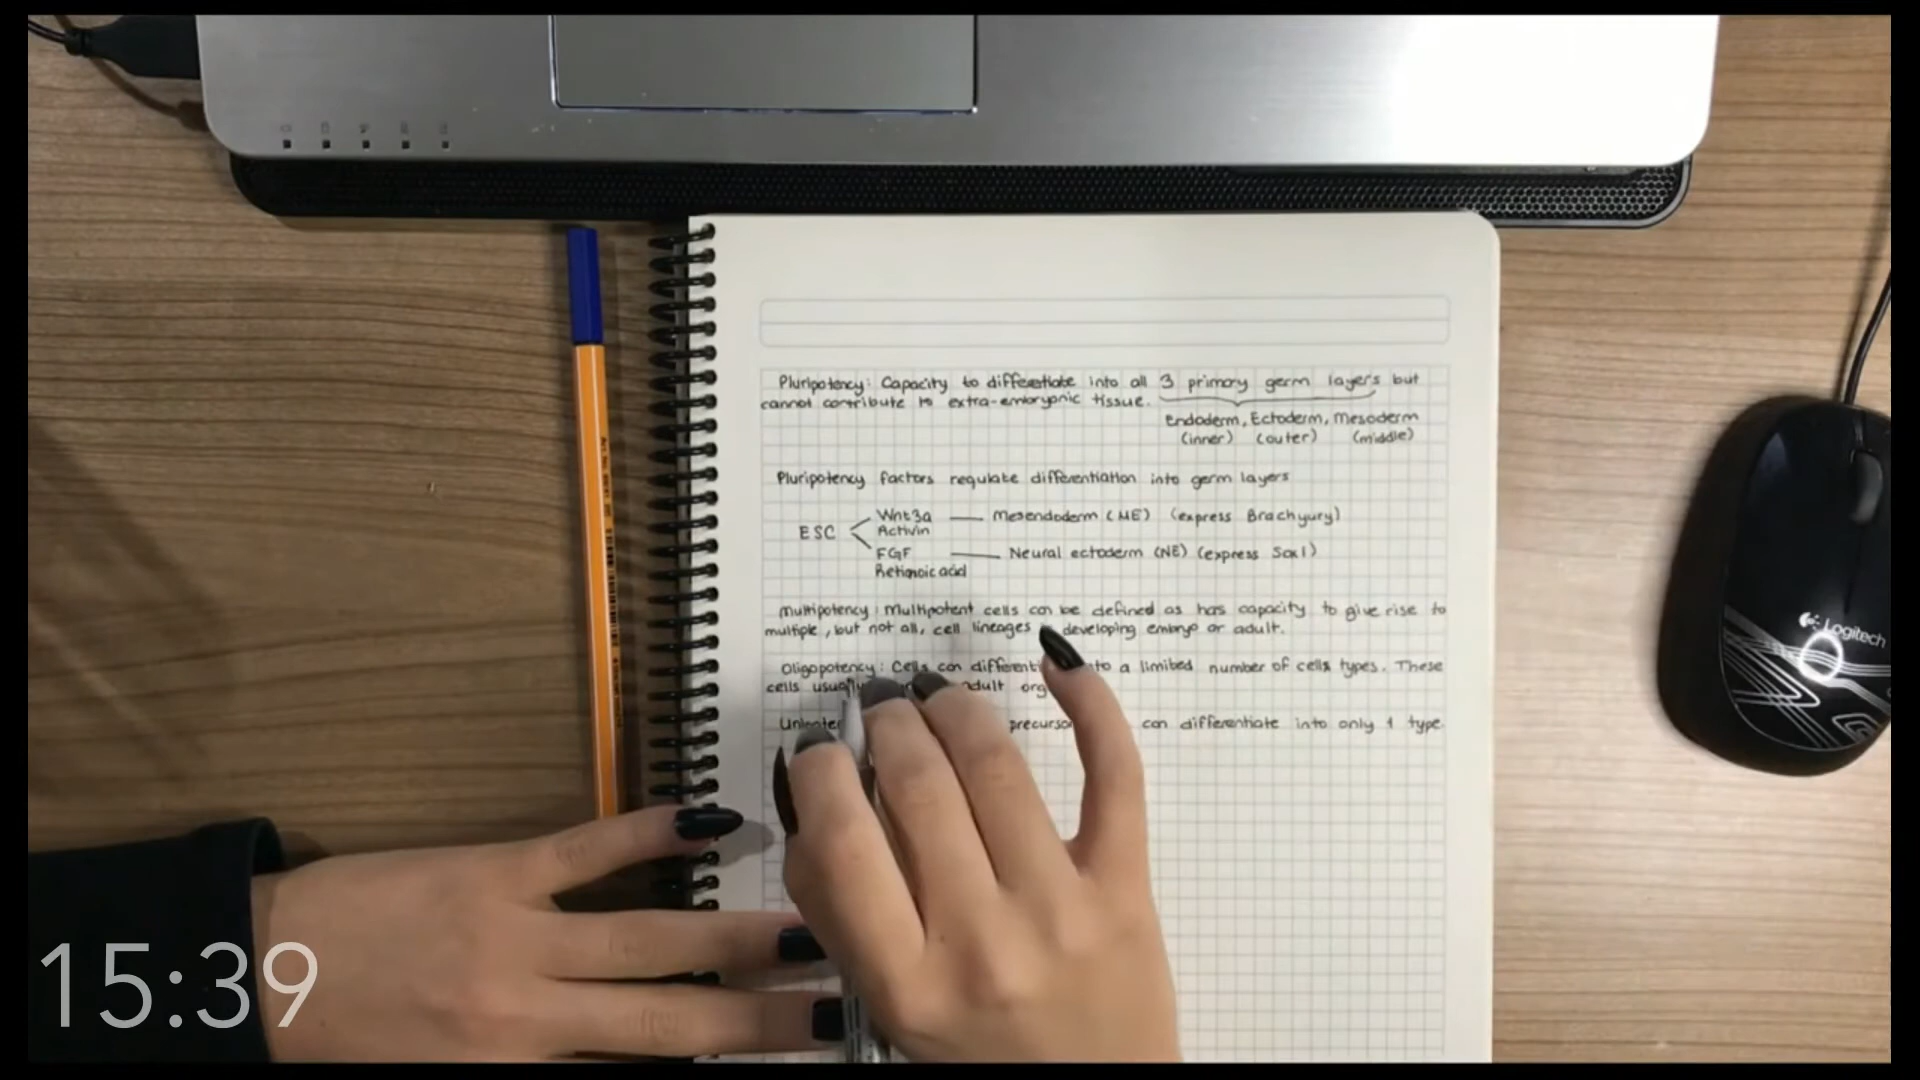 Pluripotency: Capacity to differentiate into all 3 primary germ layers but
cannot contribute to extra-embryonic tissue.
Endoderm, Ectoderm, Mesoderm
(inner) (outer) (middle)
Pluripotency factors regulate differentiation into germ layers
ESC
Wnt3a
Activin
Mesendoderm (ME) (express Brachyury)
FGF
Retinoic acid
Neural ectoderm (NE) (express Sox1)
Multipotency: Multipotent cells can be defined as has capacity to give rise to
multiple, but not all, cell lineages developing embryo or adult.
Oligopotency: Cells can to a limited number of cells types. These
cells
can differentiate into only 1 type.
Logitech
15:39